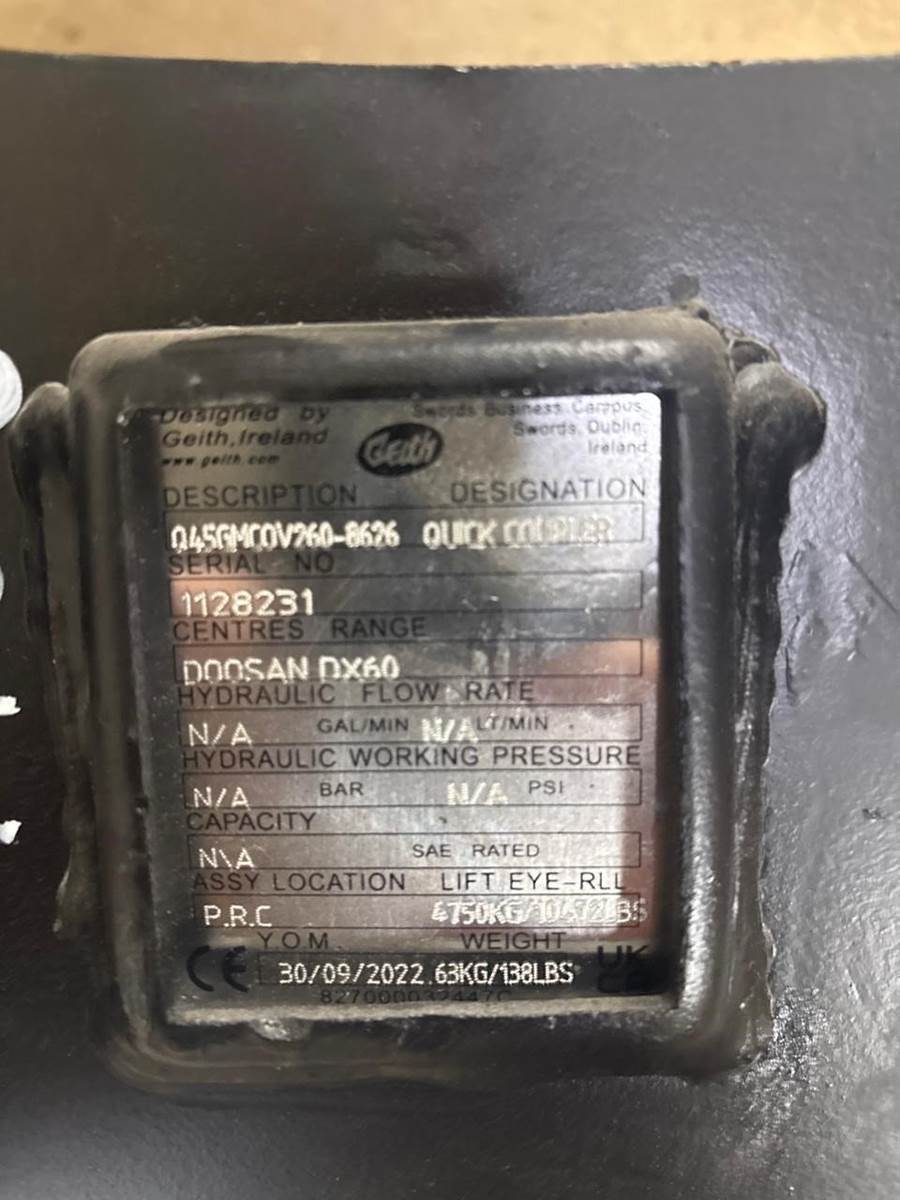 Designed by
Geith, Ireland
www.geith.com
Geith
Swords Business Campus,
Swords, Dublin,
Ireland
DESCRIPTION DESIGNATION
Q45GMCOV260-8626 QUICK COUPLER
SERIAL NO
1128231
CENTRES RANGE
DOOSAN DX60
HYDRAULIC FLOW RATE
N/A GAL/MIN N/A LT/MIN
HYDRAULIC WORKING PRESSURE
N/A BAR N/A PSI
CAPACITY
N\A SAE RATED
ASSY LOCATION LIFT EYE-RLL
P.R.C 4750KG/10472LBS
Y.O.M. WEIGHT
CE 30/09/2022 63KG/138LBS UK
827000032447C